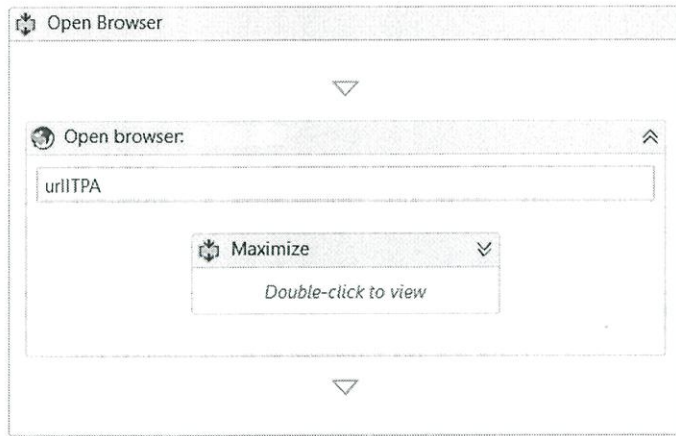 Open Browser
Open browser:
urlITPA
Maximize
Double-click to view